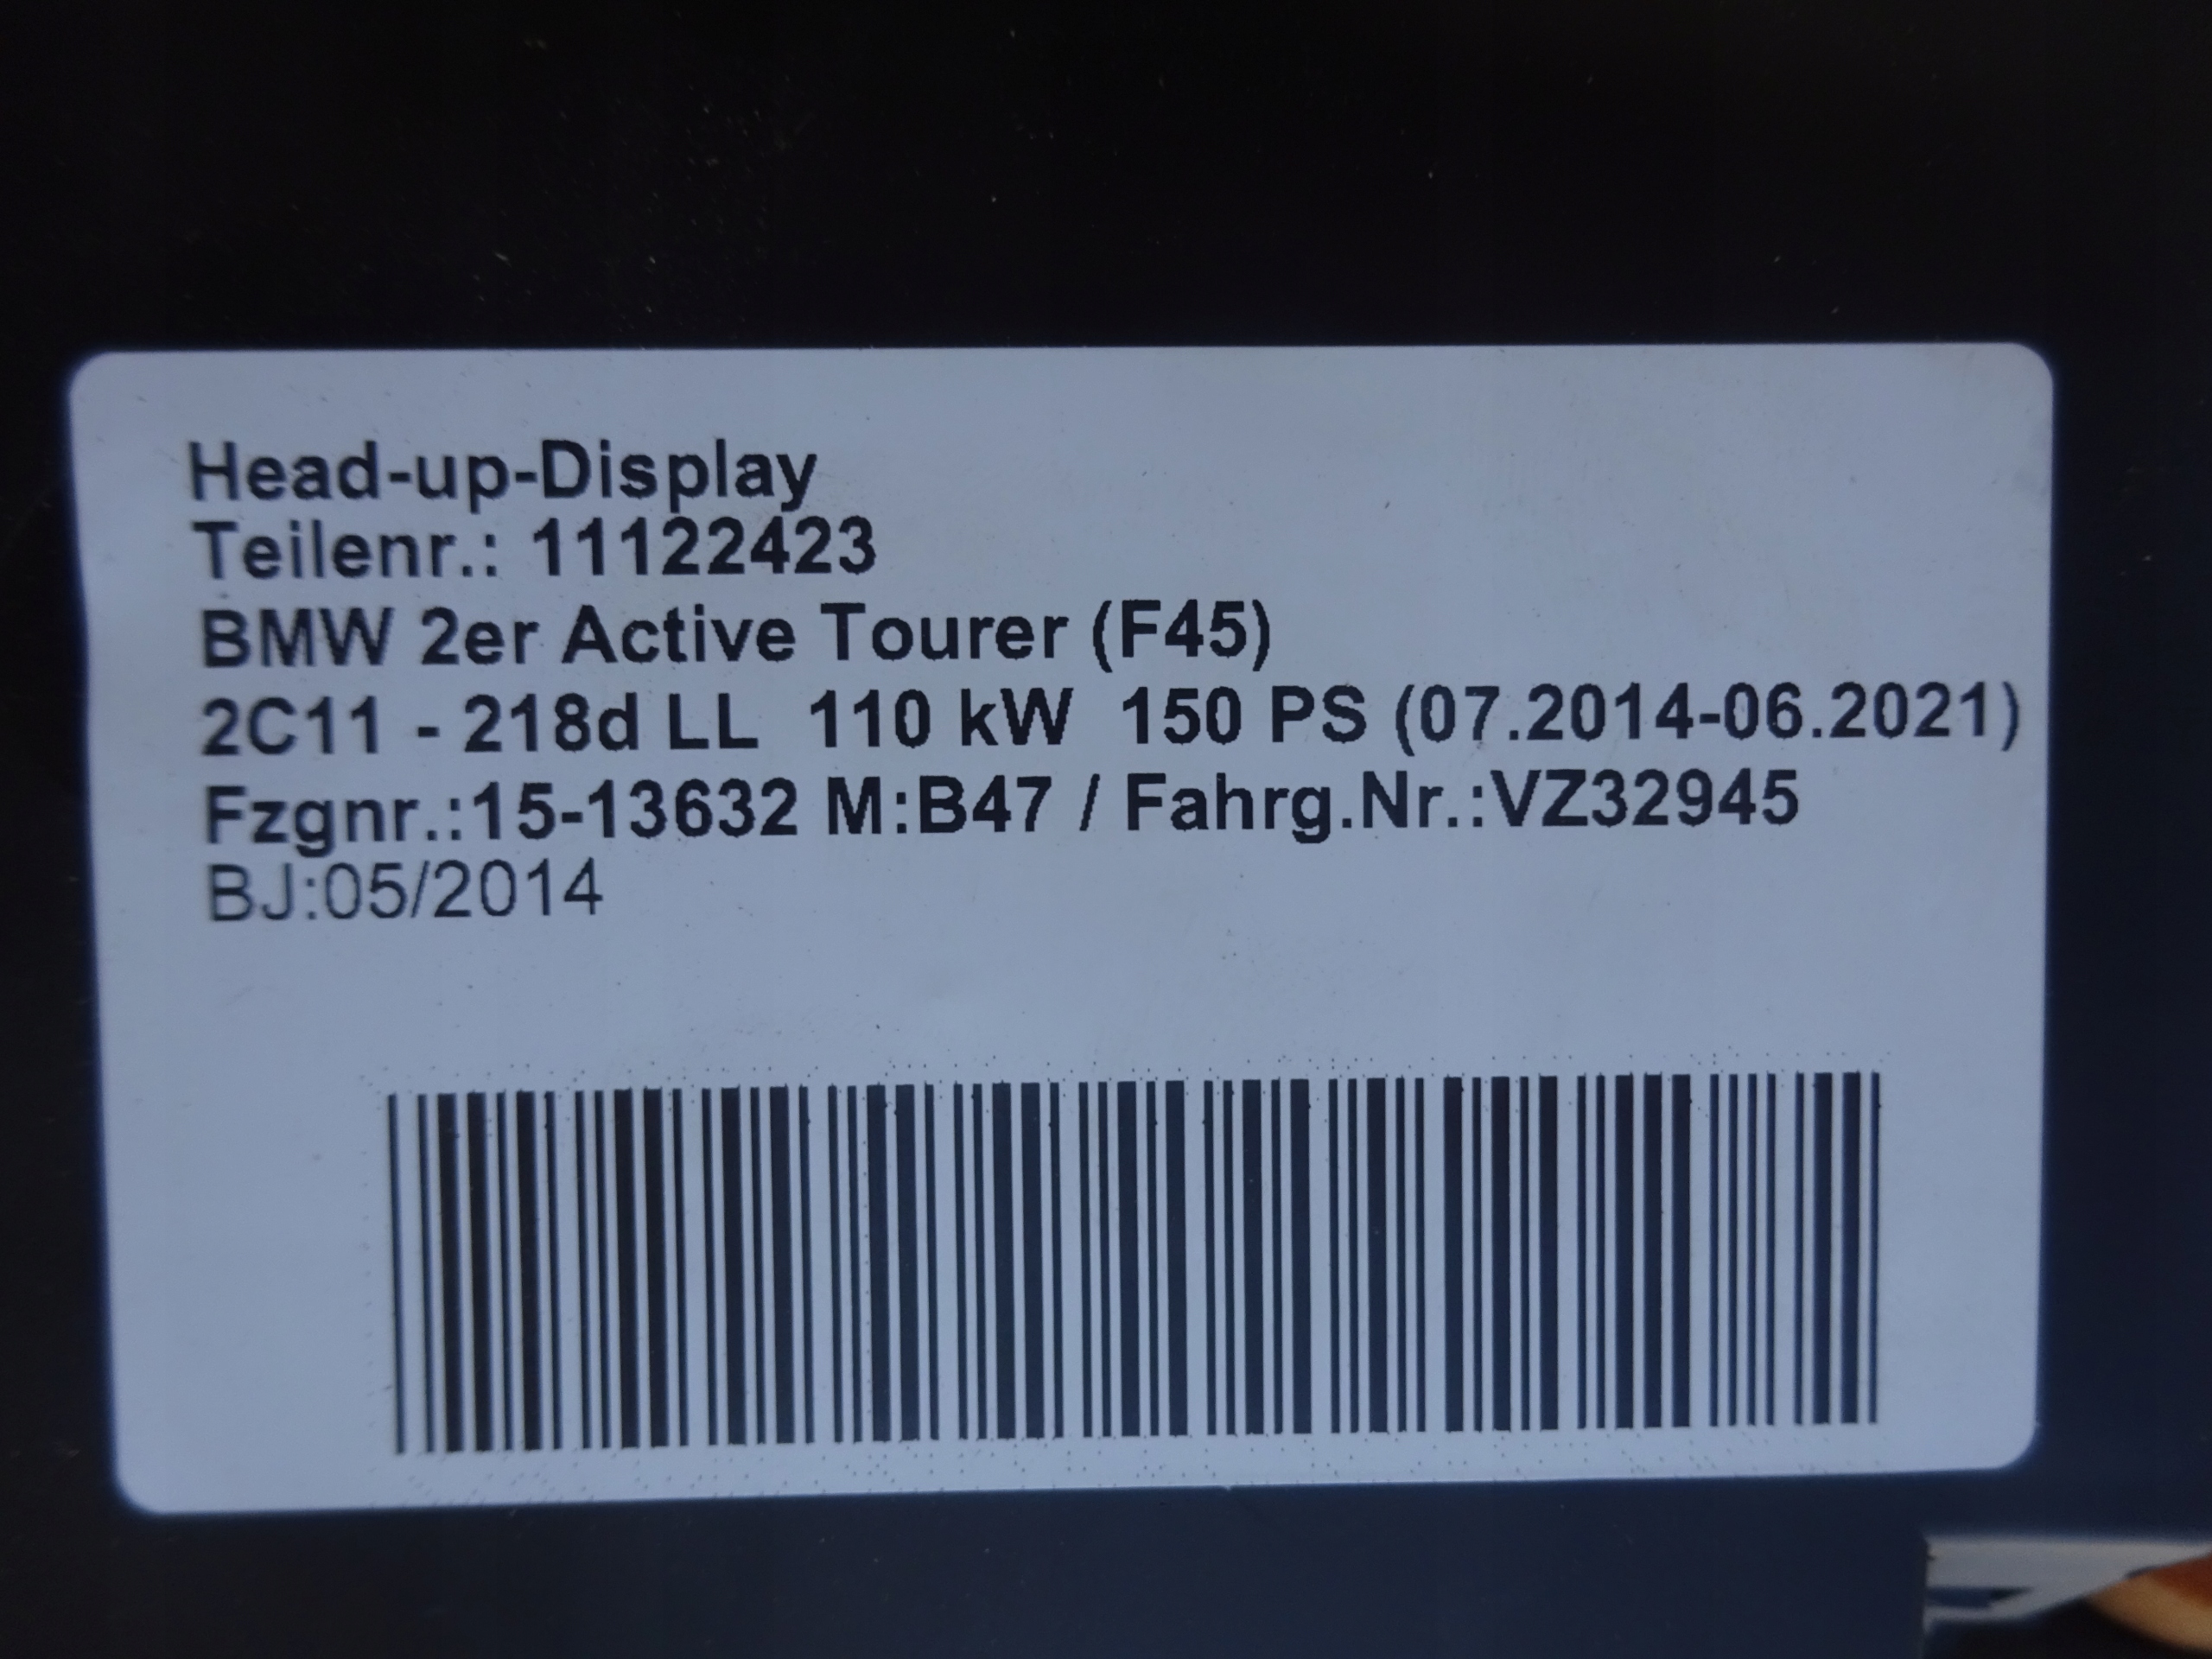 Head-up-Display
Teilenr.: 11122423
BMW 2er Active Tourer (F45)
2C11 - 218d LL  110 kW  150 PS (07.2014-06.2021)
Fzgnr.:15-13632 M:B47 / Fahrg.Nr.:VZ32945
BJ:05/2014